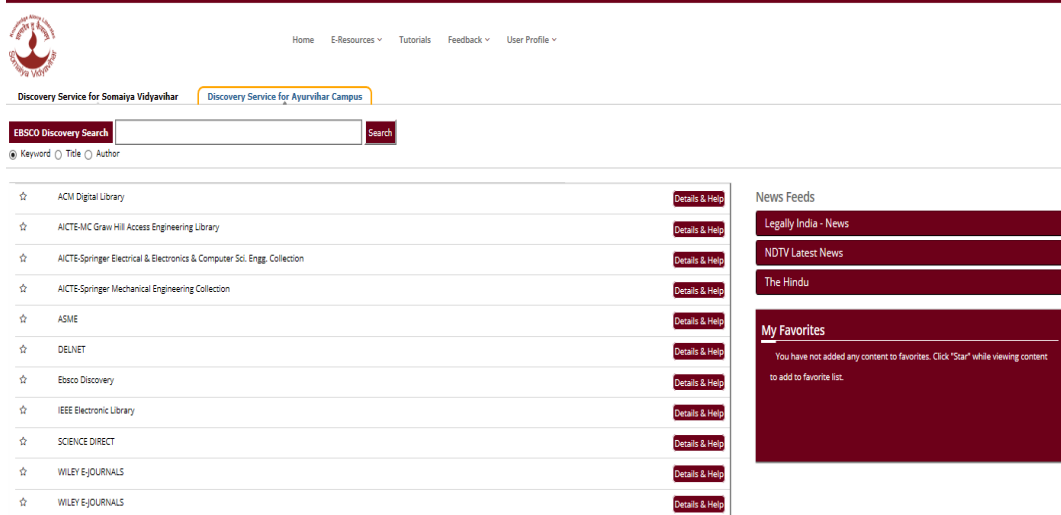 Somaiya Vidyavihar
Home E-Resources Tutorials Feedback User Profile
Discovery Service for Somaiya Vidyavihar Discovery Service for Ayurvihar Campus
EBSCO Discovery Search Search
Keyword Title Author
ACM Digital Library Details & Help
AICTE-MC Graw Hill Access Engineering Library Details & Help
AICTE-Springer Electrical & Electronics & Computer Sci. Engg. Collection Details & Help
AICTE-Springer Mechanical Engineering Collection Details & Help
ASME Details & Help
DELNET Details & Help
Ebsco Discovery Details & Help
IEEE Electronic Library Details & Help
SCIENCE DIRECT Details & Help
WILEY E-JOURNALS Details & Help
WILEY E-JOURNALS Details & Help
News Feeds
Legally India - News
NDTV Latest News
The Hindu
My Favorites
You have not added any content to favorites. Click "Star" while viewing content
to add to favorite list.